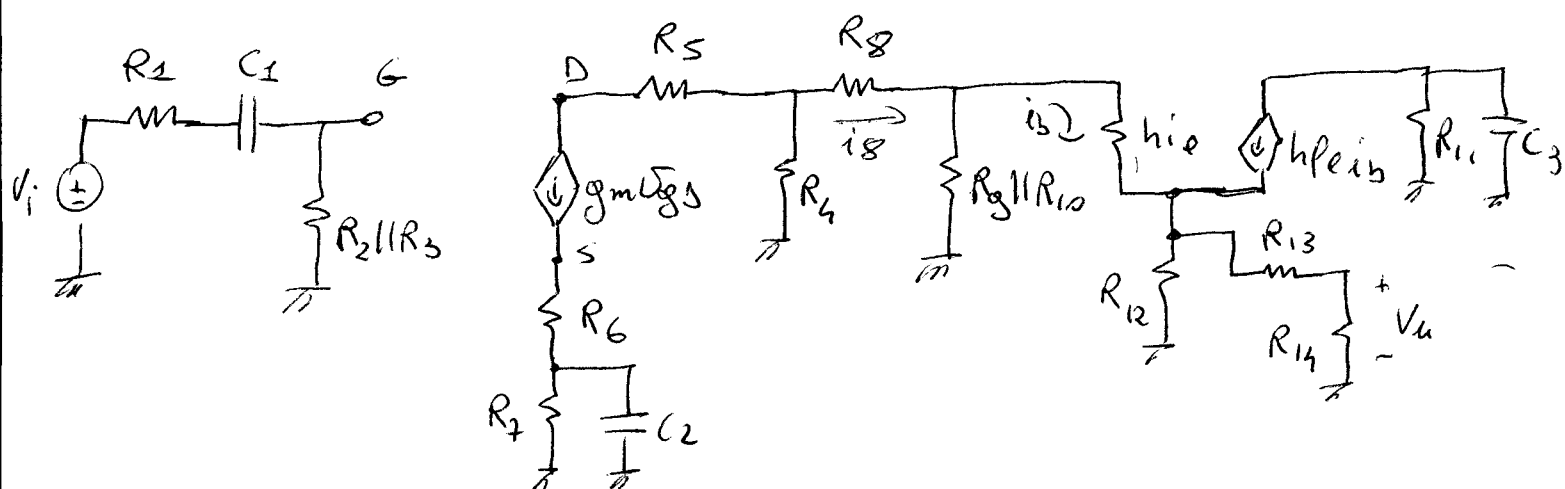 R1 C1 G
D R5 R8
Vi + R2||R3
gmvgs S
i8 R4 R9||R10
ib hie hfeib R11 C3
R6 R7 C2
R12 R13 R14 + Vu -
-